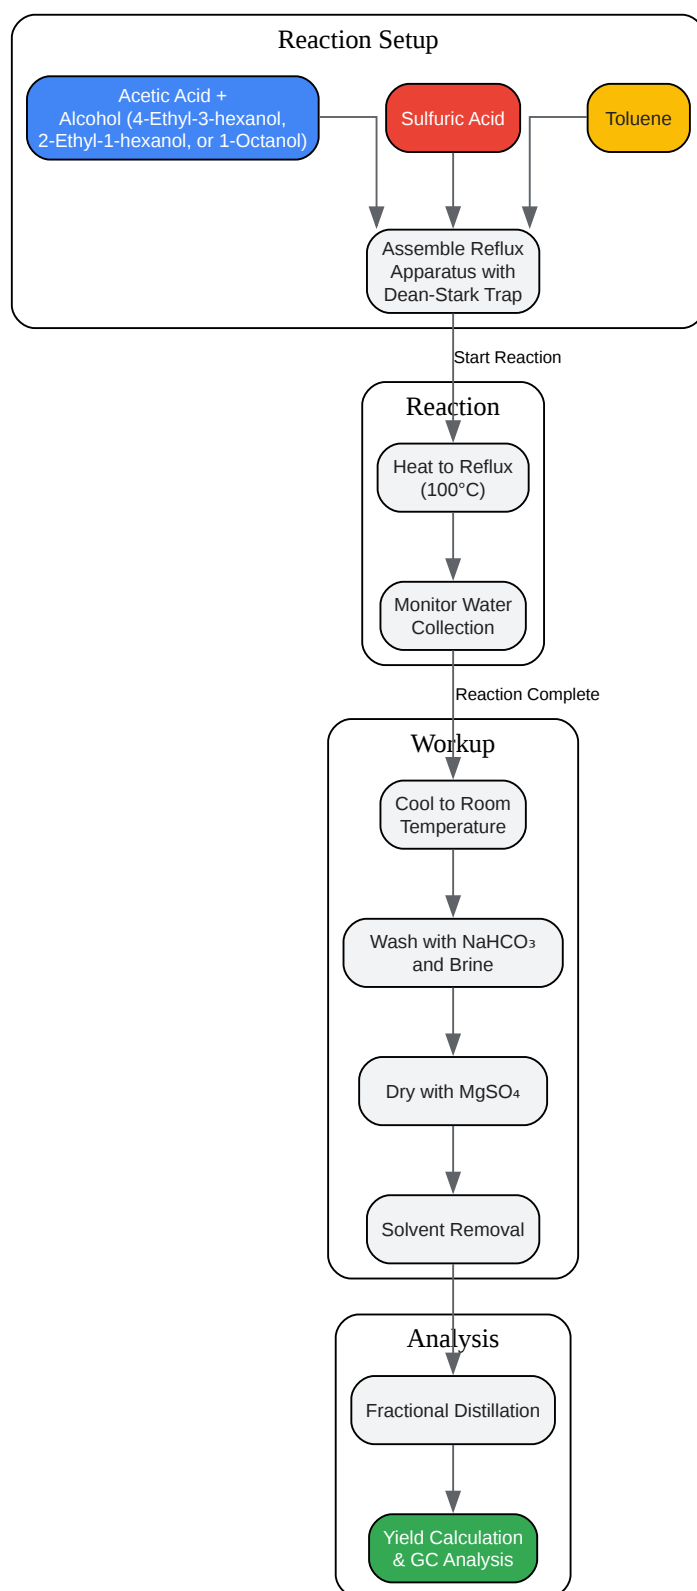 Reaction Setup
Acetic Acid +
Alcohol (4-Ethyl-3-hexanol,
2-Ethyl-1-hexanol, or 1-Octanol)
Sulfuric Acid
Toluene
Assemble Reflux
Apparatus with
Dean-Stark Trap
Start Reaction
Reaction
Heat to Reflux
(100°C)
Monitor Water
Collection
Reaction Complete
Workup
Cool to Room
Temperature
Wash with NaHCO₃
and Brine
Dry with MgSO₄
Solvent Removal
Analysis
Fractional Distillation
Yield Calculation
& GC Analysis